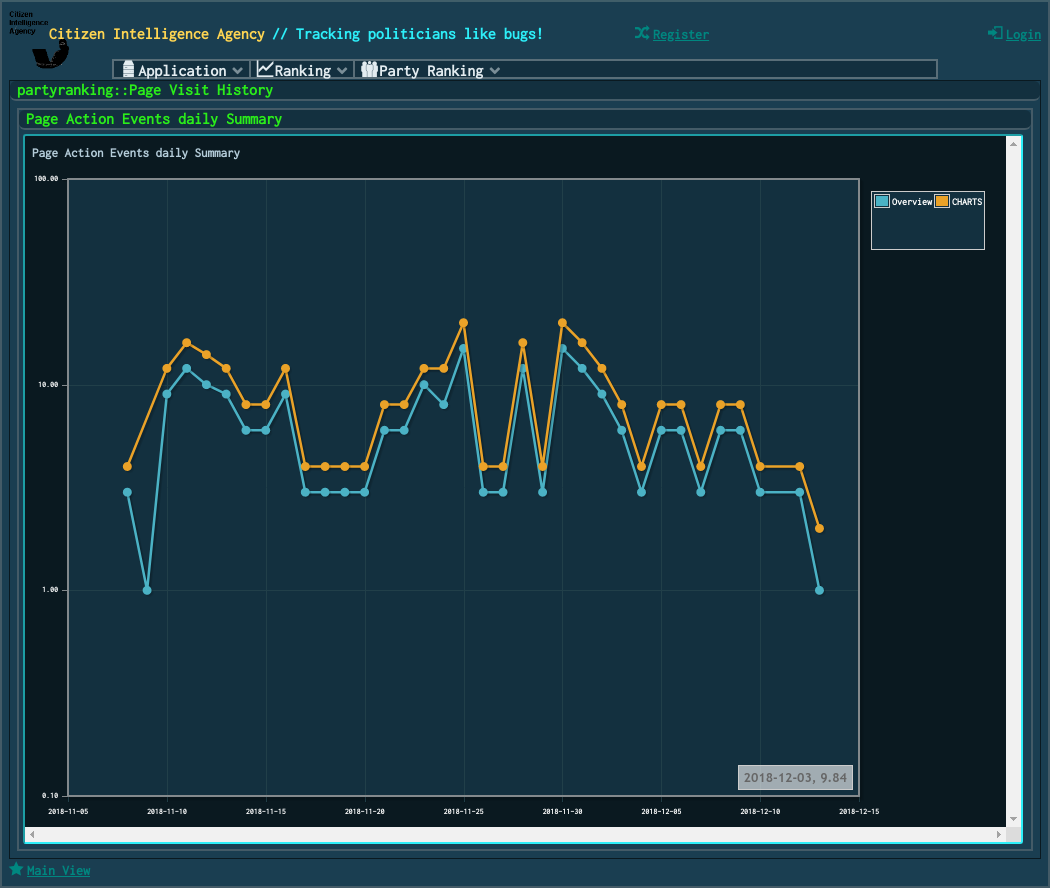 Citizen
Intelligence
Agency
Citizen Intelligence Agency // Tracking politicians like bugs!
Register
Login
Application
Ranking
Party Ranking
partyranking::Page Visit History
Page Action Events daily Summary
Page Action Events daily Summary
100.00
10.00
1.00
0.10
Overview
CHARTS
2018-12-03, 9.84
2018-11-05
2018-11-10
2018-11-15
2018-11-20
2018-11-25
2018-11-30
2018-12-05
2018-12-10
2018-12-15
Main View